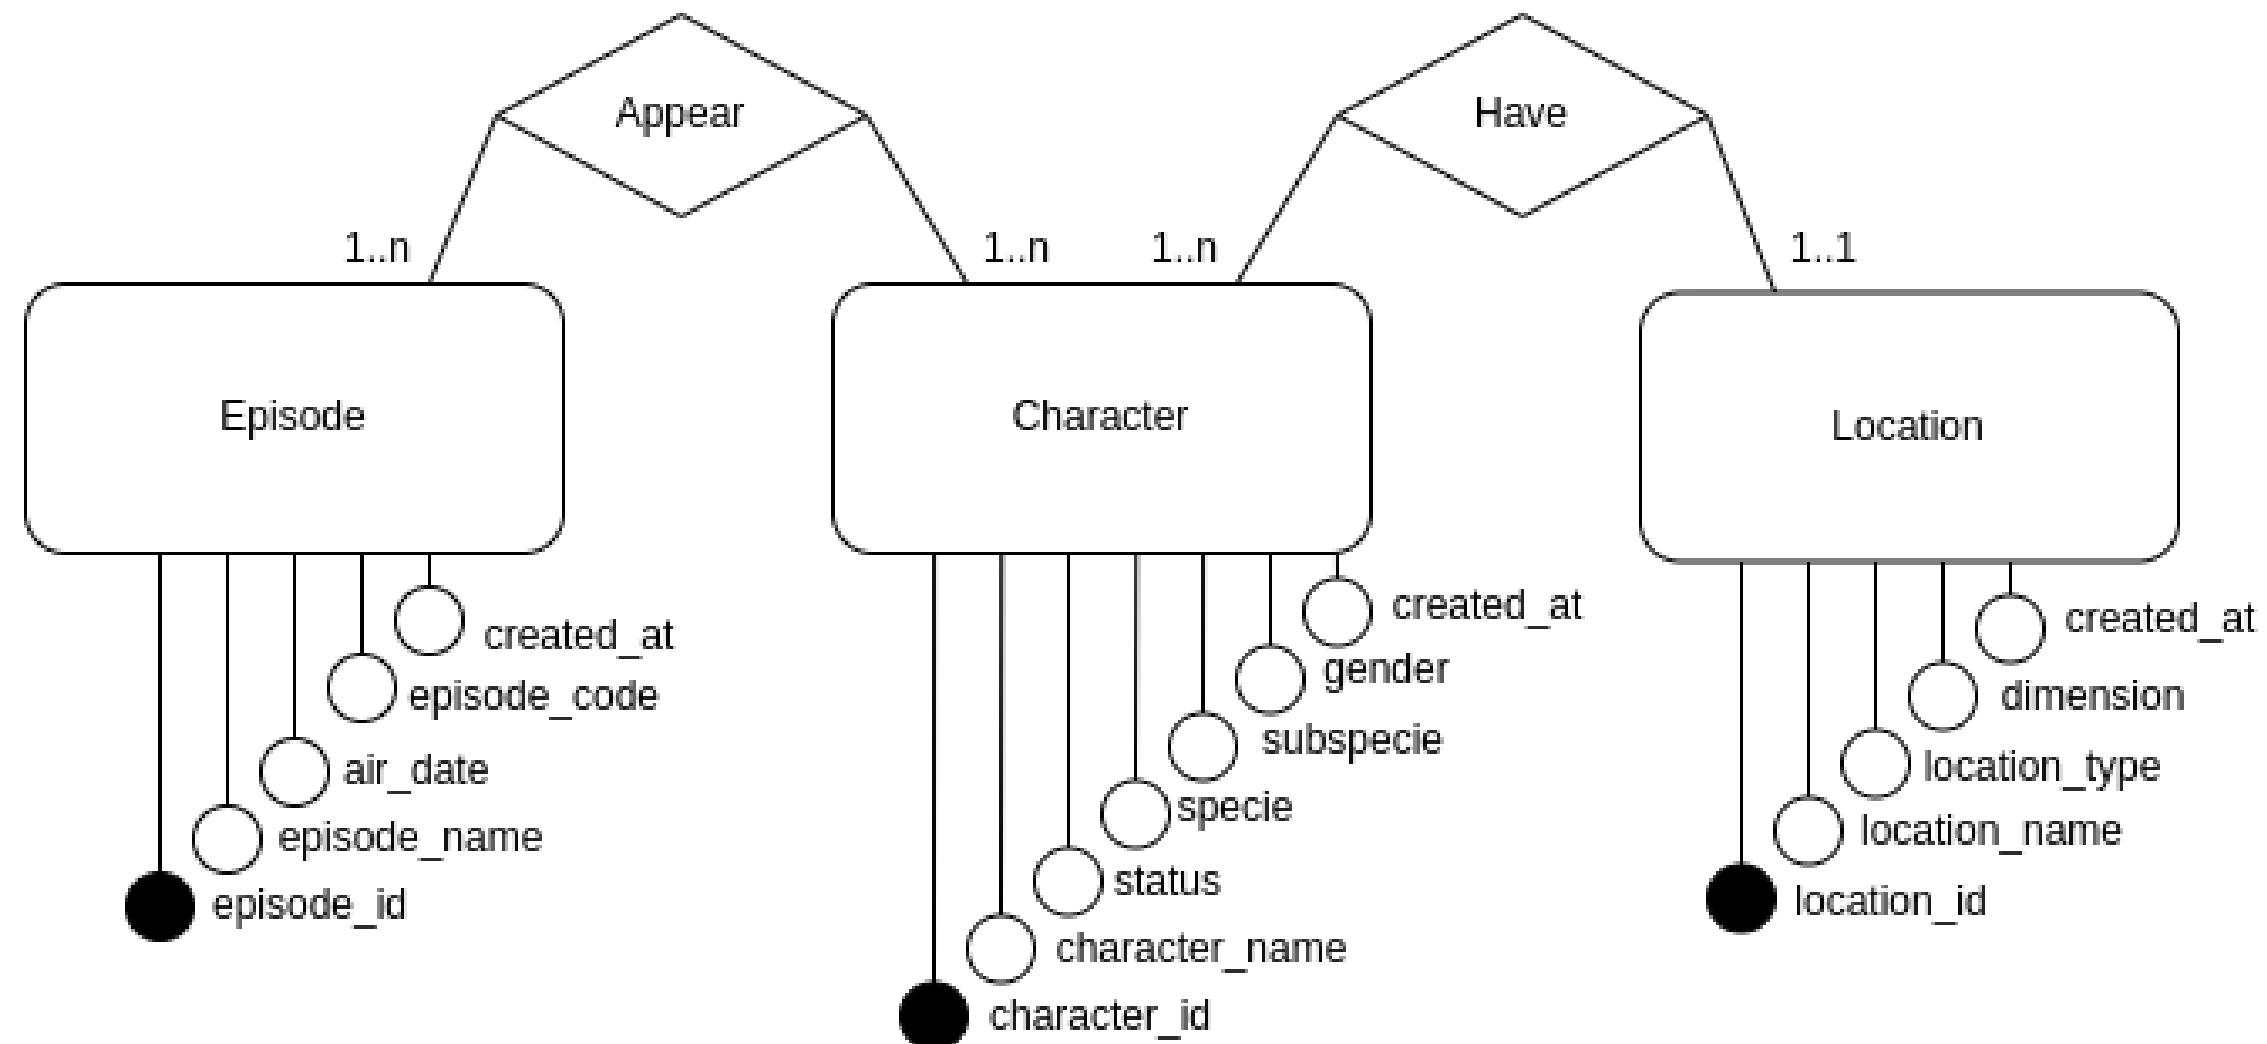 Appear
Have
1..n
1..n
1..n
1..1
Episode
Character
Location
created_at
episode_code
air_date
episode_name
episode_id
created_at
gender
subspecie
specie
status
character_name
character_id
created_at
dimension
location_type
location_name
location_id